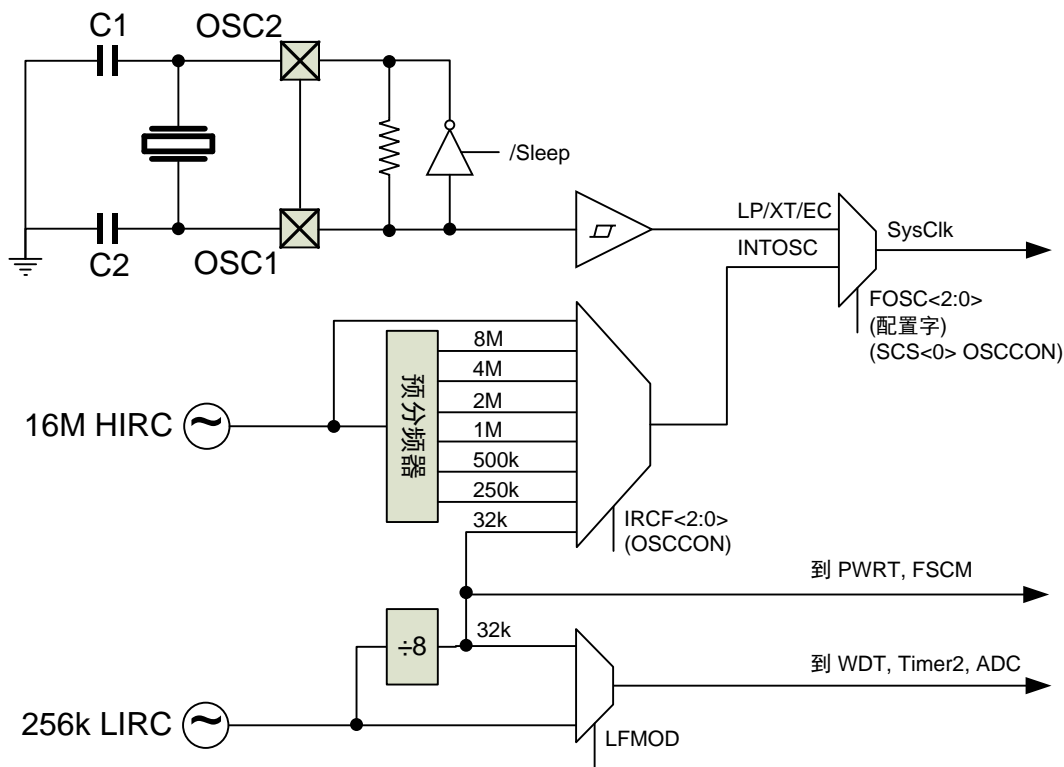 C1
OSC2
/Sleep
LP/XT/EC
SysClk
INTOSC
C2
OSC1
FOSC<2:0>
(配置字)
(SCS<0> OSCCON)
8M
4M
2M
1M
500k
250k
32k
预分频器
16M HIRC
~
IRCF<2:0>
(OSCCON)
到 PWRT, FSCM
÷8
32k
到 WDT, Timer2, ADC
256k LIRC
~
LFMOD